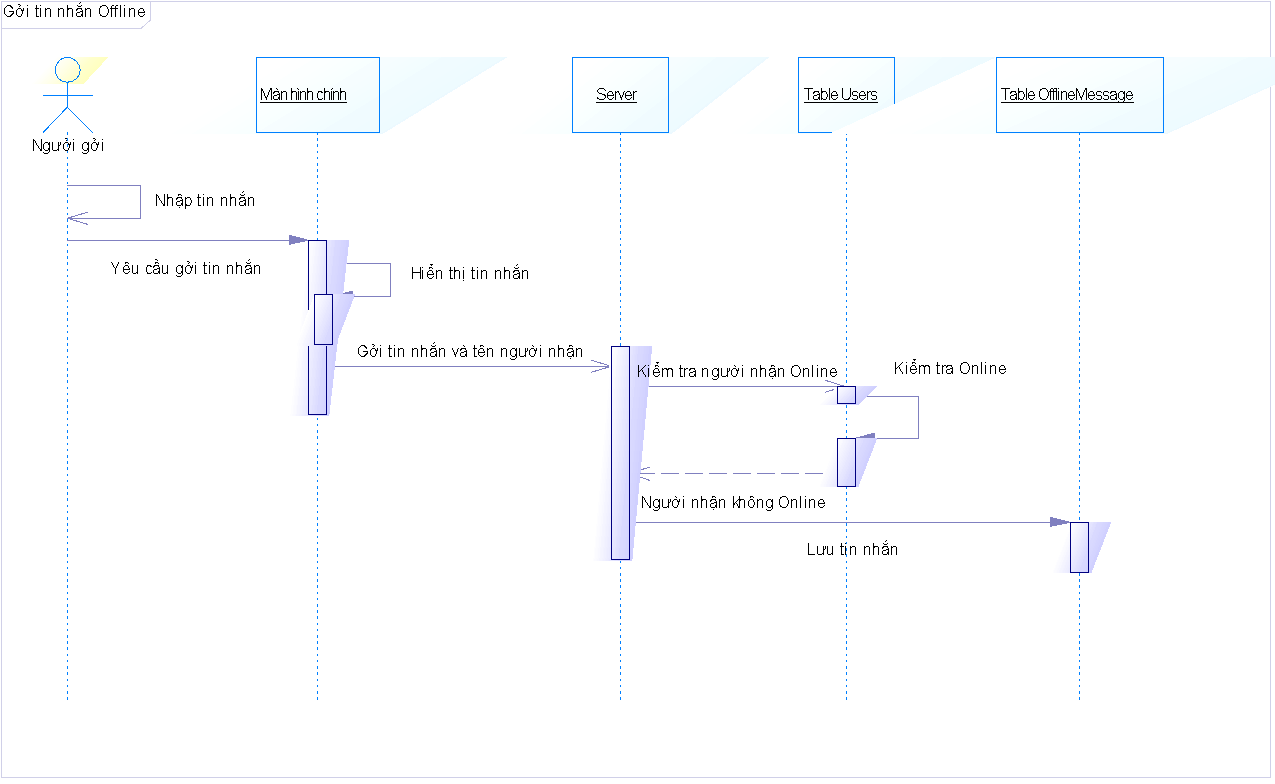 Gởi tin nhắn Offline
Màn hình chính
Server
Table Users
Table OfflineMessage
Người gởi
Nhập tin nhắn
Yêu cầu gởi tin nhắn
Hiển thị tin nhắn
Gởi tin nhắn và tên người nhận
Kiểm tra người nhận Online
Kiểm tra Online
Người nhận không Online
Lưu tin nhắn